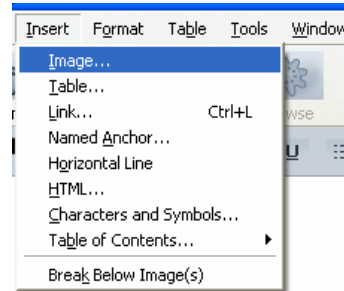 Insert Format Table Tools Window
Image...
Table...
Link... Ctrl+L
Named Anchor...
Horizontal Line
HTML...
Characters and Symbols...
Table of Contents...
Break Below Image(s)
U